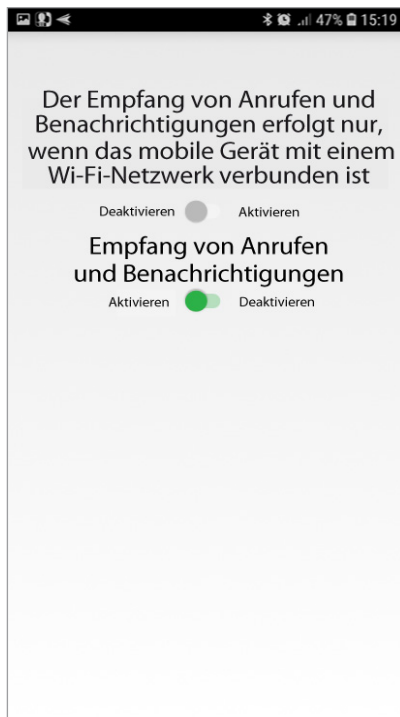 47% 15:19
Der Empfang von Anrufen und
Benachrichtigungen erfolgt nur,
wenn das mobile Gerät mit einem
Wi-Fi-Netzwerk verbunden ist
Deaktivieren Aktivieren
Empfang von Anrufen
und Benachrichtigungen
Aktivieren Deaktivieren